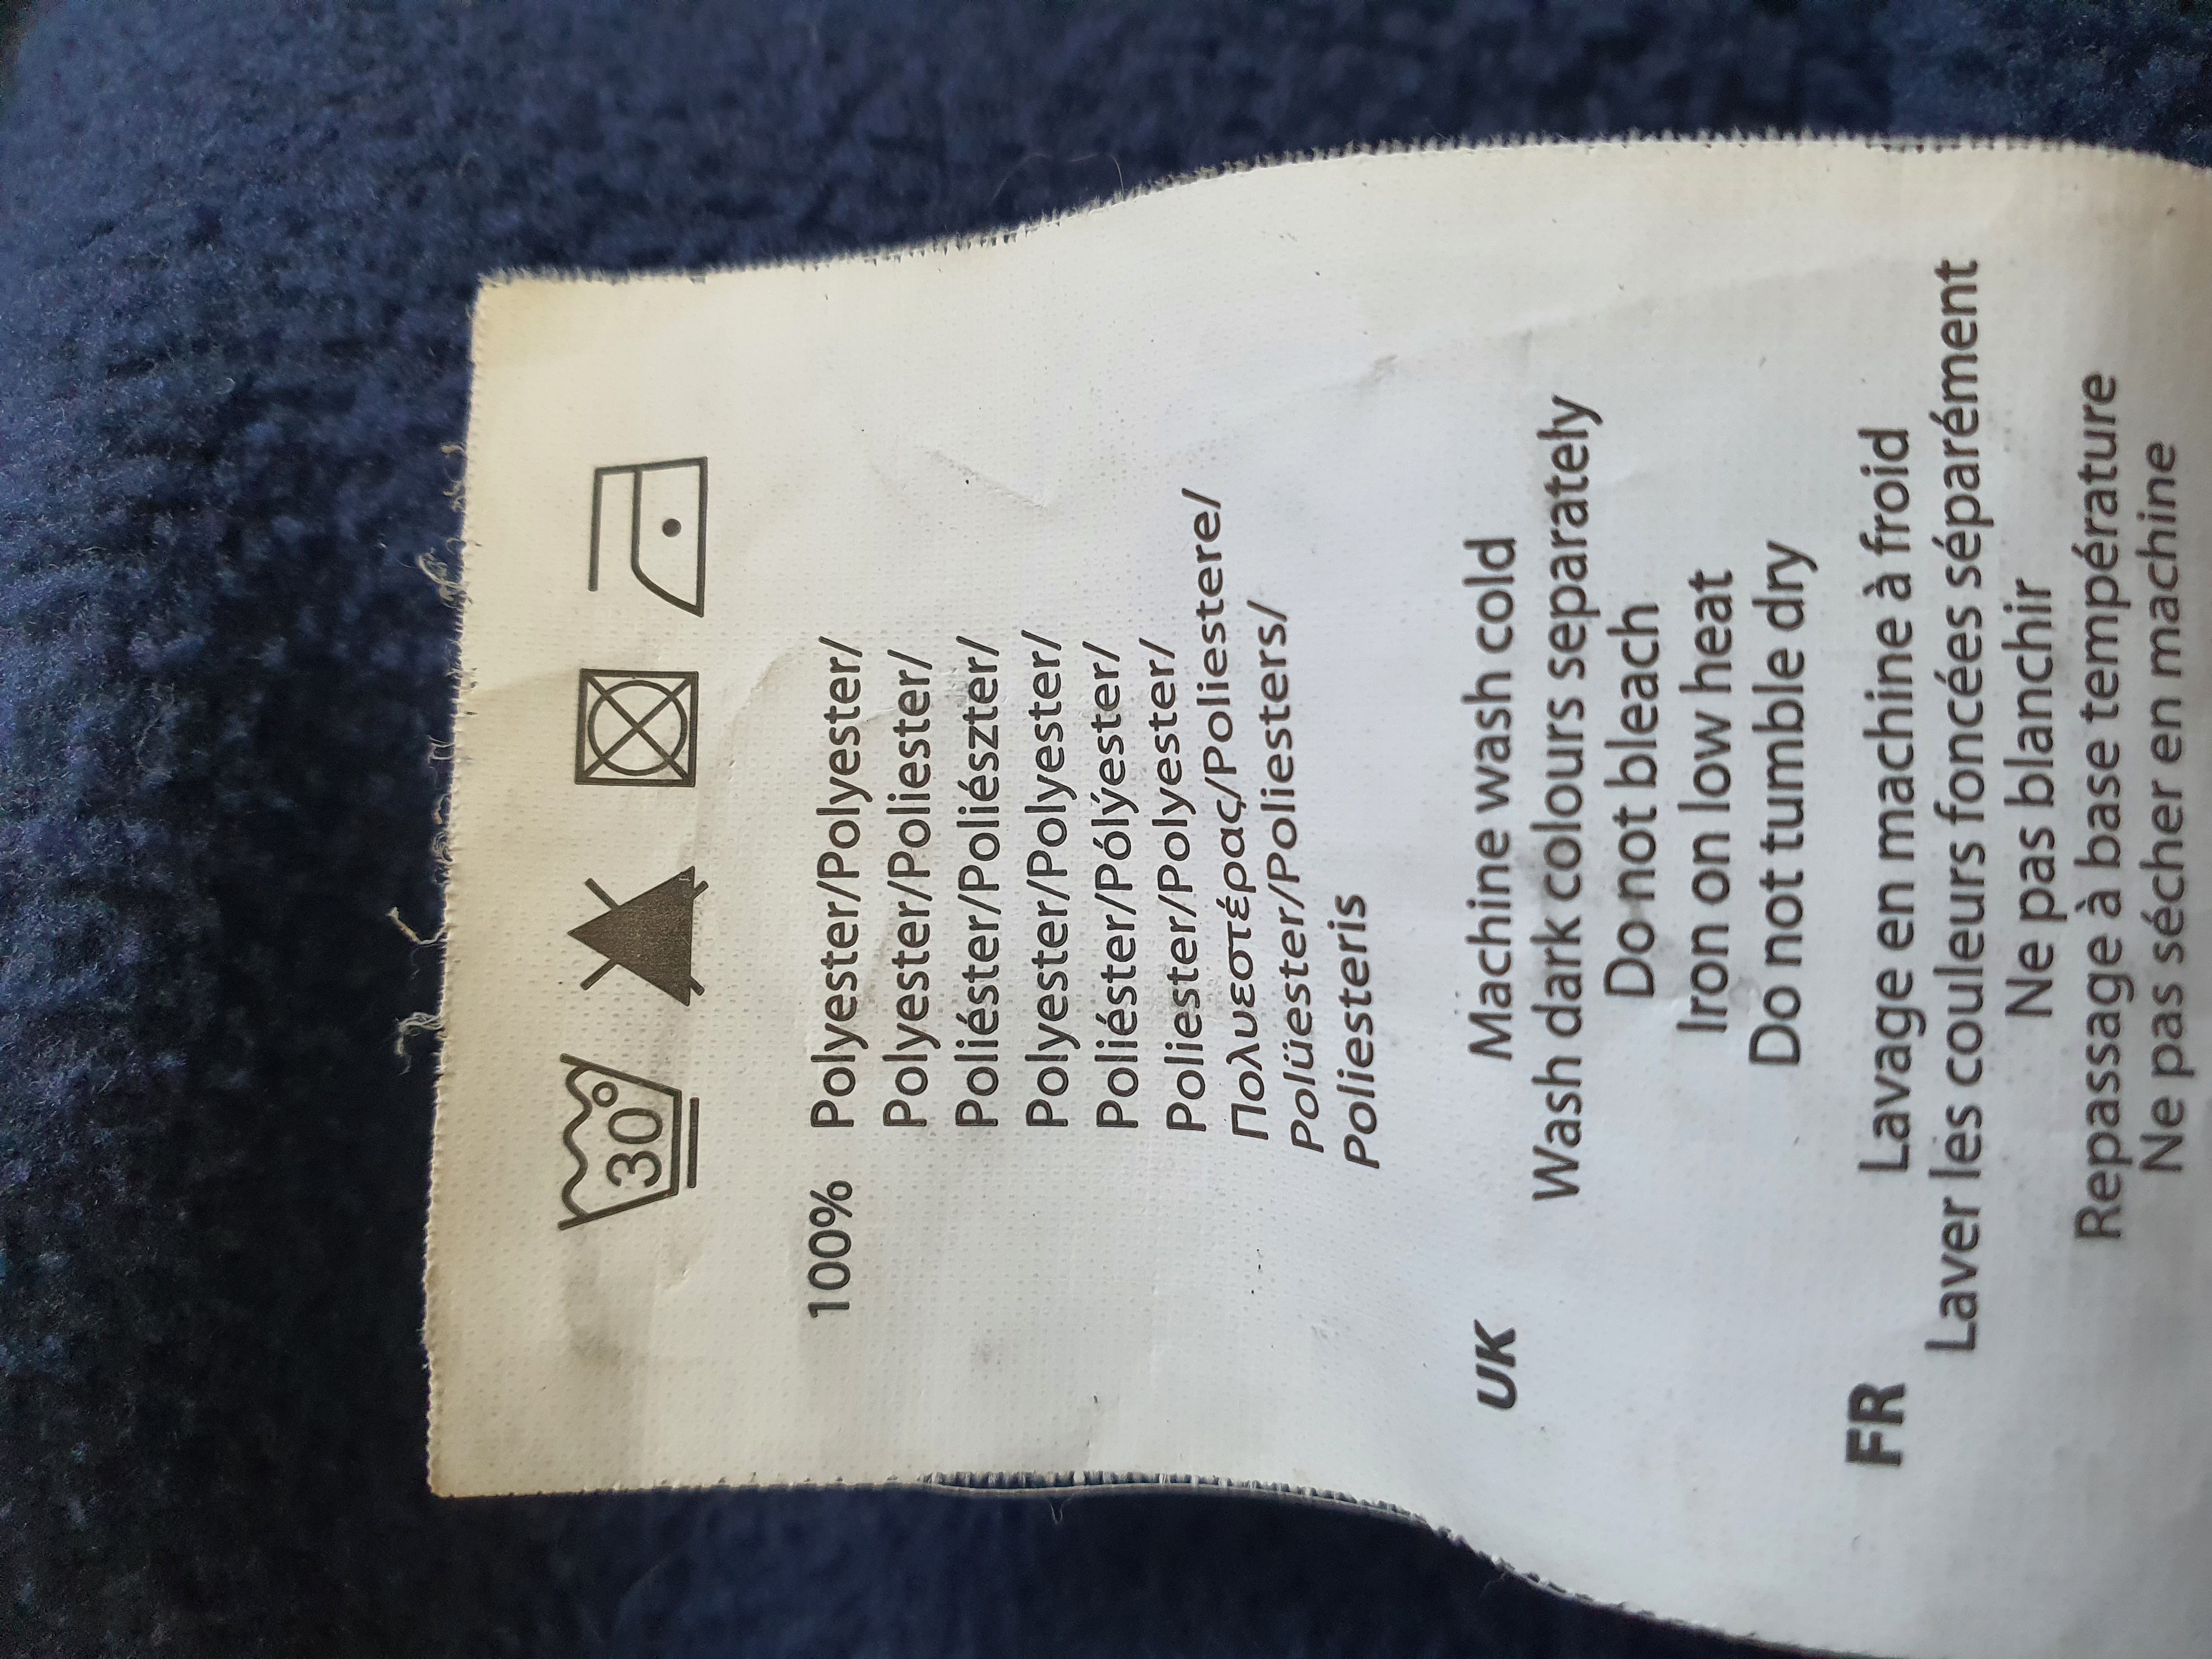 30°
100% Polyester/Polyester/
Polyester/Poliester/
Poliéster/Poliészter/
Polyester/Polyester/
Poliéster/Pólýester/
Poliester/Polyester/
Πολυεστέρας/Poliestere/
Polüester/Poliesters/
Poliesteris
UK Machine wash cold
Wash dark colours separately
Do not bleach
Iron on low heat
Do not tumble dry
FR Lavage en machine à froid
Laver les couleurs foncées séparément
Ne pas blanchir
Repassage à base température
Ne pas sécher en machine